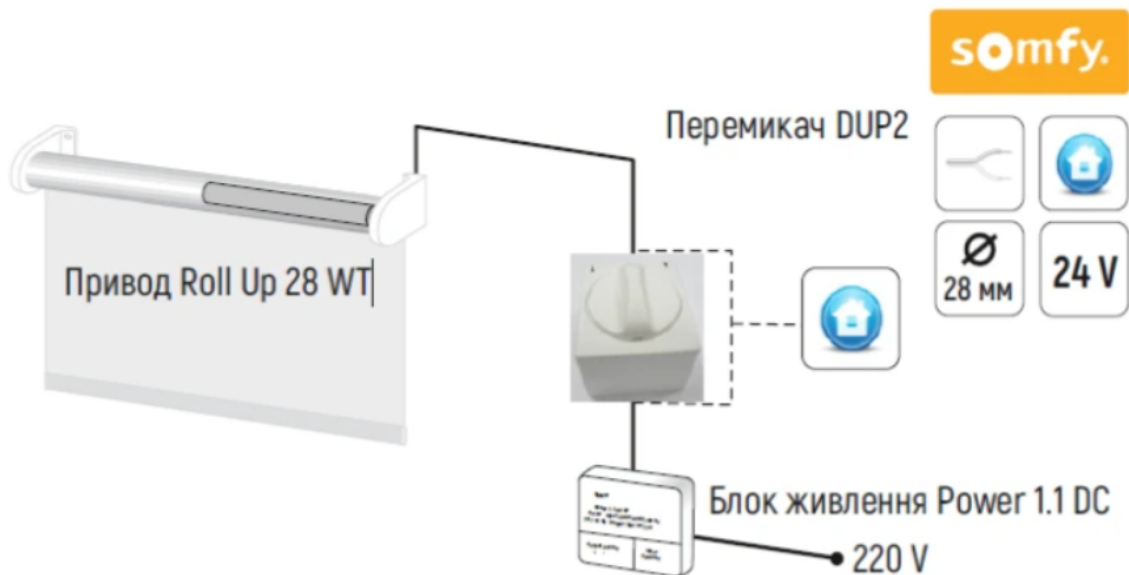 somfy.
Перемикач DUP2
Ø
28 мм
24 V
Привод Roll Up 28 WT
Блок живлення Power 1.1 DC
220 V